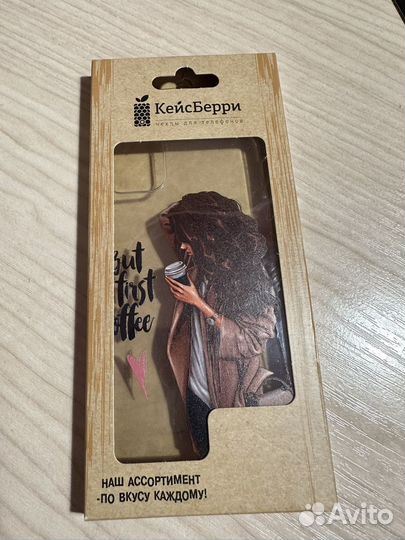 КейсБерри
чехлы для телефонов
But
first
coffee
НАШ АССОРТИМЕНТ
-ПО ВКУСУ КАЖДОМУ!
Avito